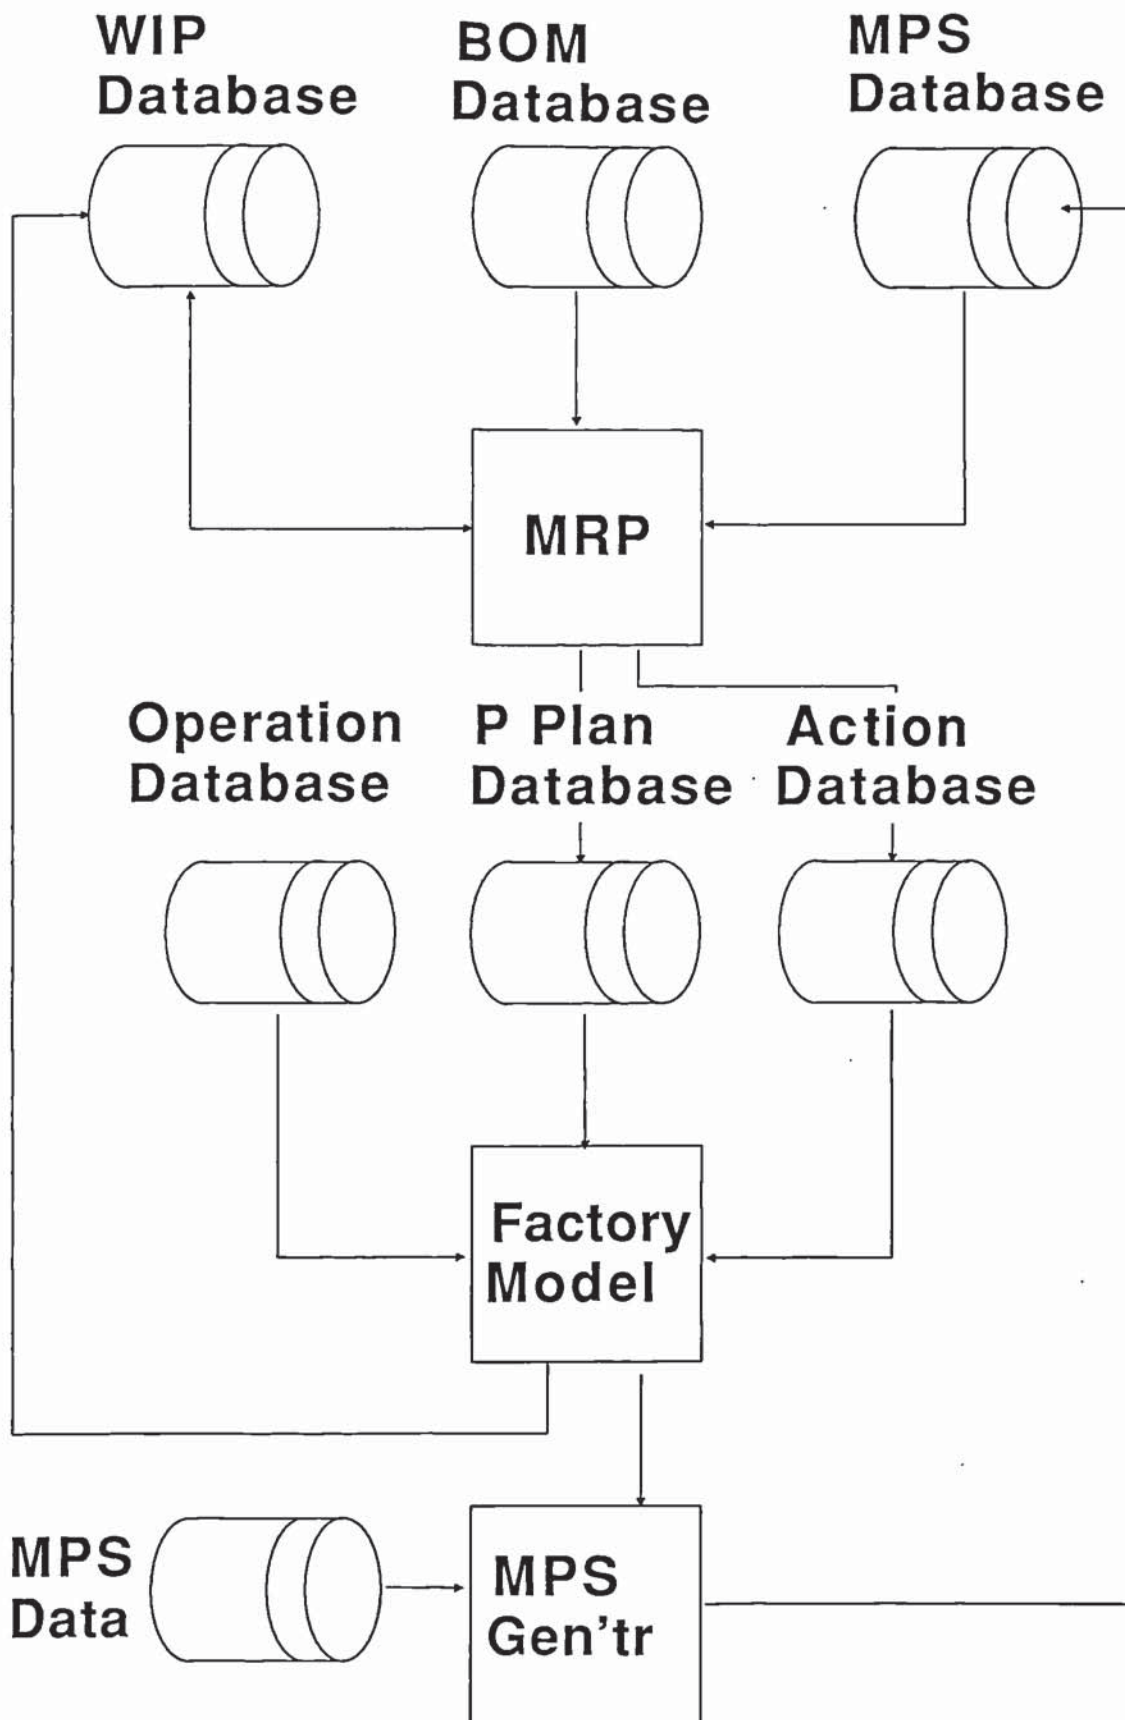 WIP
Database
BOM
Database
MPS
Database
MRP
Operation
Database
P Plan
Database
Action
Database
Factory
Model
MPS
Data
MPS
Gen'tr